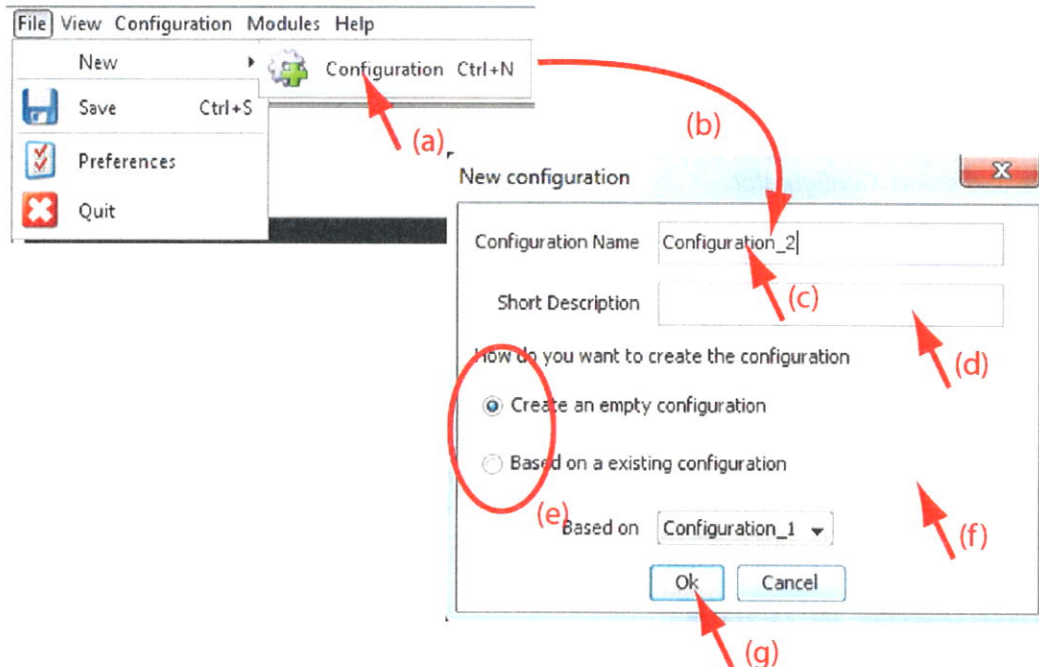 File View Configuration Modules Help
New
Configuration Ctrl+N
Save Ctrl+S
(a)
(b)
Preferences
Quit
New configuration
x
Configuration Name Configuration_2
(c)
Short Description
(d)
How do you want to create the configuration
Create an empty configuration
Based on a existing configuration
(e)
(f)
Based on Configuration_1
Ok Cancel
(g)